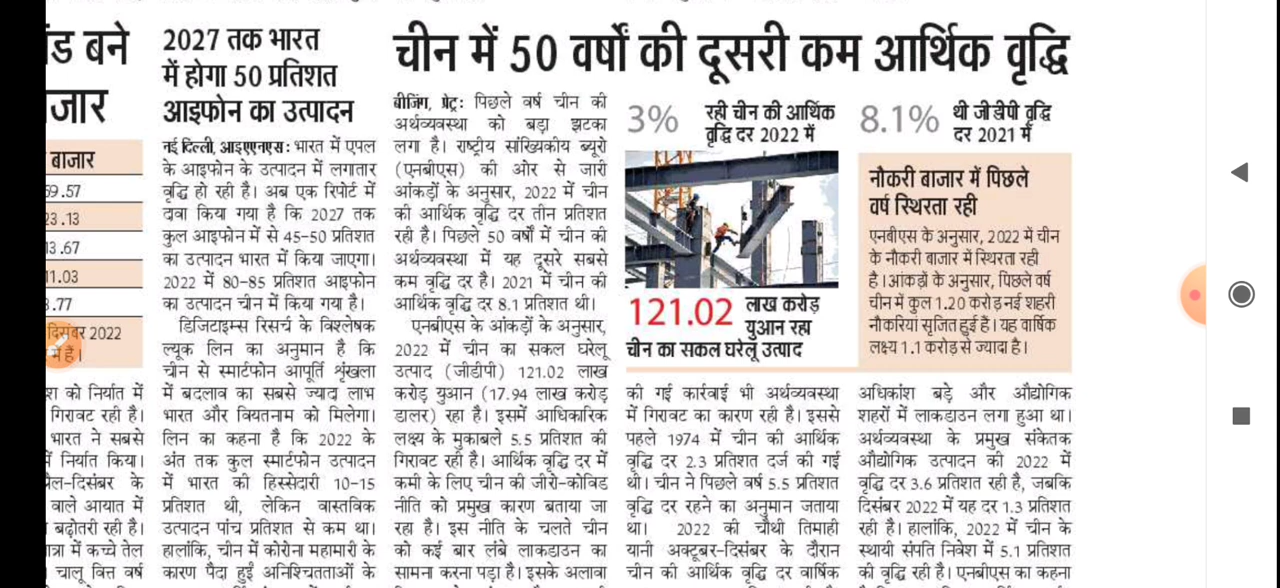 ंड बने
जार
बाजार
59.57
23.13
13.67
11.03
3.77
दिसंबर 2022
में हैं।
श को निर्यात में
गिरावट रही है।
भारत ने सबसे
में निर्यात किया।
ैल-दिसंबर के
वाले आयात में
बढ़ोतरी रही है।
ात्रा में कच्चे तेल
चालू वित्त वर्ष
2027 तक भारत
में होगा 50 प्रतिशत
आइफोन का उत्पादन
नई दिल्ली, आइएएनएस: भारत में एपल
के आइफोन के उत्पादन में लगातार
वृद्धि हो रही है। अब एक रिपोर्ट में
दावा किया गया है कि 2027 तक
कुल आइफोन में से 45-50 प्रतिशत
का उत्पादन भारत में किया जाएगा।
2022 में 80-85 प्रतिशत आइफोन
का उत्पादन चीन में किया गया है।
डिजिटाइम्स रिसर्च के विश्लेषक
ल्यूक लिन का अनुमान है कि
चीन से स्मार्टफोन आपूर्ति श्रृंखला
में बदलाव का सबसे ज्यादा लाभ
भारत और वियतनाम को मिलेगा।
लिन का कहना है कि 2022 के
अंत तक कुल स्मार्टफोन उत्पादन
में भारत की हिस्सेदारी 10-15
प्रतिशत थी, लेकिन वास्तविक
उत्पादन पांच प्रतिशत से कम था।
हालांकि, चीन में कोरोना महामारी के
कारण पैदा हुईं अनिश्चितताओं के
चीन में 50 वर्षों की दूसरी कम आर्थिक वृद्धि
बीजिंग, प्रेट्र: पिछले वर्ष चीन की
अर्थव्यवस्था को बड़ा झटका
लगा है। राष्ट्रीय सांख्यिकीय ब्यूरो
(एनबीएस) की ओर से जारी
आंकड़ों के अनुसार, 2022 में चीन
की आर्थिक वृद्धि दर तीन प्रतिशत
रही है। पिछले 50 वर्षों में चीन की
अर्थव्यवस्था में यह दूसरे सबसे
कम वृद्धि दर है। 2021 में चीन की
आर्थिक वृद्धि दर 8.1 प्रतिशत थी।
एनबीएस के आंकड़ों के अनुसार,
2022 में चीन का सकल घरेलू
उत्पाद (जीडीपी) 121.02 लाख
करोड़ युआन (17.94 लाख करोड़
डालर) रहा है। इसमें आधिकारिक
लक्ष्य के मुकाबले 5.5 प्रतिशत की
गिरावट रही है। आर्थिक वृद्धि दर में
कमी के लिए चीन की जीरो-कोविड
नीति को प्रमुख कारण बताया जा
रहा है। इस नीति के चलते चीन
को कई बार लंबे लाकडाउन का
सामना करना पड़ा है। इसके अलावा
3% रही चीन की आर्थिक
वृद्धि दर 2022 में
8.1% थी जीडीपी वृद्धि
दर 2021 में
121.02 लाख करोड़
युआन रहा
चीन का सकल घरेलू उत्पाद
नौकरी बाजार में पिछले
वर्ष स्थिरता रही
एनबीएस के अनुसार, 2022 में चीन
के नौकरी बाजार में स्थिरता रही
है। आंकड़ों के अनुसार, पिछले वर्ष
चीन में कुल 1.20 करोड़ नई शहरी
नौकरियां सृजित हुई हैं। यह वार्षिक
लक्ष्य 1.1 करोड़ से ज्यादा है।
की गई कार्रवाई भी अर्थव्यवस्था
में गिरावट का कारण रही है। इससे
पहले 1974 में चीन की आर्थिक
वृद्धि दर 2.3 प्रतिशत दर्ज की गई
थी। चीन ने पिछले वर्ष 5.5 प्रतिशत
वृद्धि दर रहने का अनुमान जताया
था। 2022 की चौथी तिमाही
यानी अक्टूबर-दिसंबर के दौरान
चीन की आर्थिक वृद्धि दर वार्षिक
अधिकांश बड़े और औद्योगिक
शहरों में लाकडाउन लगा हुआ था।
अर्थव्यवस्था के प्रमुख संकेतक
औद्योगिक उत्पादन की 2022 में
वृद्धि दर 3.6 प्रतिशत रही है, जबकि
दिसंबर 2022 में यह दर 1.3 प्रतिशत
रही है। हालांकि, 2022 में चीन के
स्थायी संपति निवेश में 5.1 प्रतिशत
की वृद्धि रही है। एनबीएस का कहना